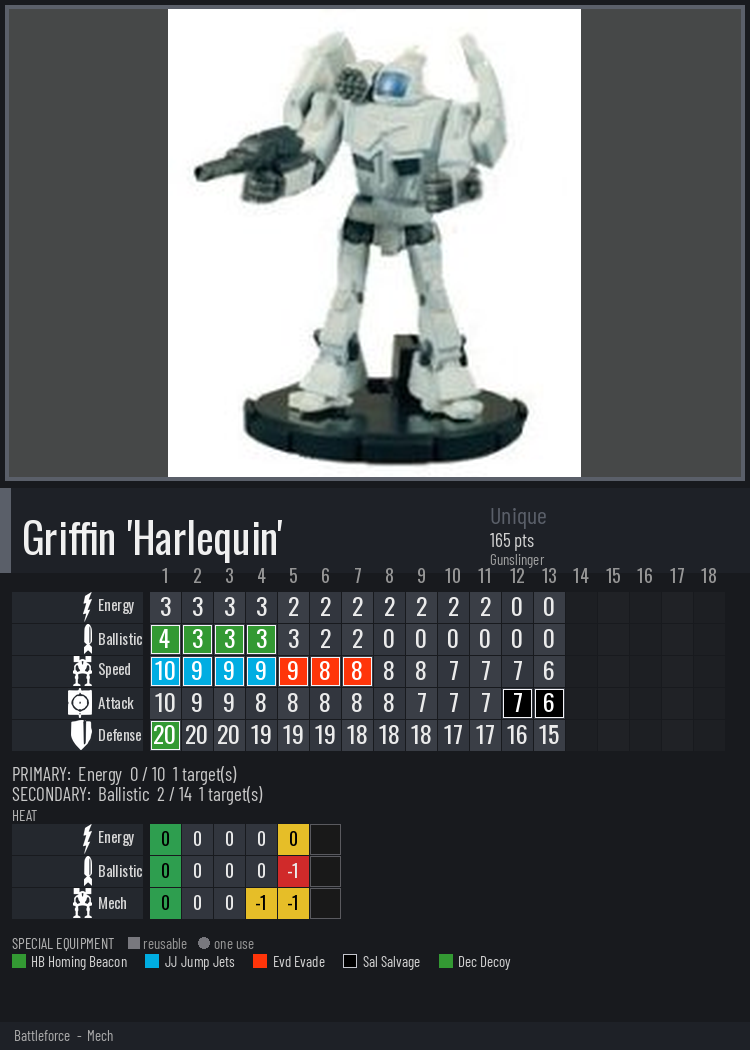 Griffin 'Harlequin'
Unique
165 pts
Gunslinger
1 2 3 4 5 6 7 8 9 10 11 12 13 14 15 16 17 18
Energy 3 3 3 3 2 2 2 2 2 2 2 0 0
Ballistic 4 3 3 3 3 2 2 0 0 0 0 0 0
Speed 10 9 9 9 9 8 8 8 8 7 7 7 6
Attack 10 9 9 8 8 8 8 8 7 7 7 7 6
Defense 20 20 20 19 19 19 18 18 18 17 17 16 15
PRIMARY: Energy 0 / 10 1 target(s)
SECONDARY: Ballistic 2 / 14 1 target(s)
HEAT
Energy 0 0 0 0 0
Ballistic 0 0 0 0 -1
Mech 0 0 0 -1 -1
SPECIAL EQUIPMENT reusable one use
HB Homing Beacon JJ Jump Jets Evd Evade Sal Salvage Dec Decoy
Battleforce - Mech